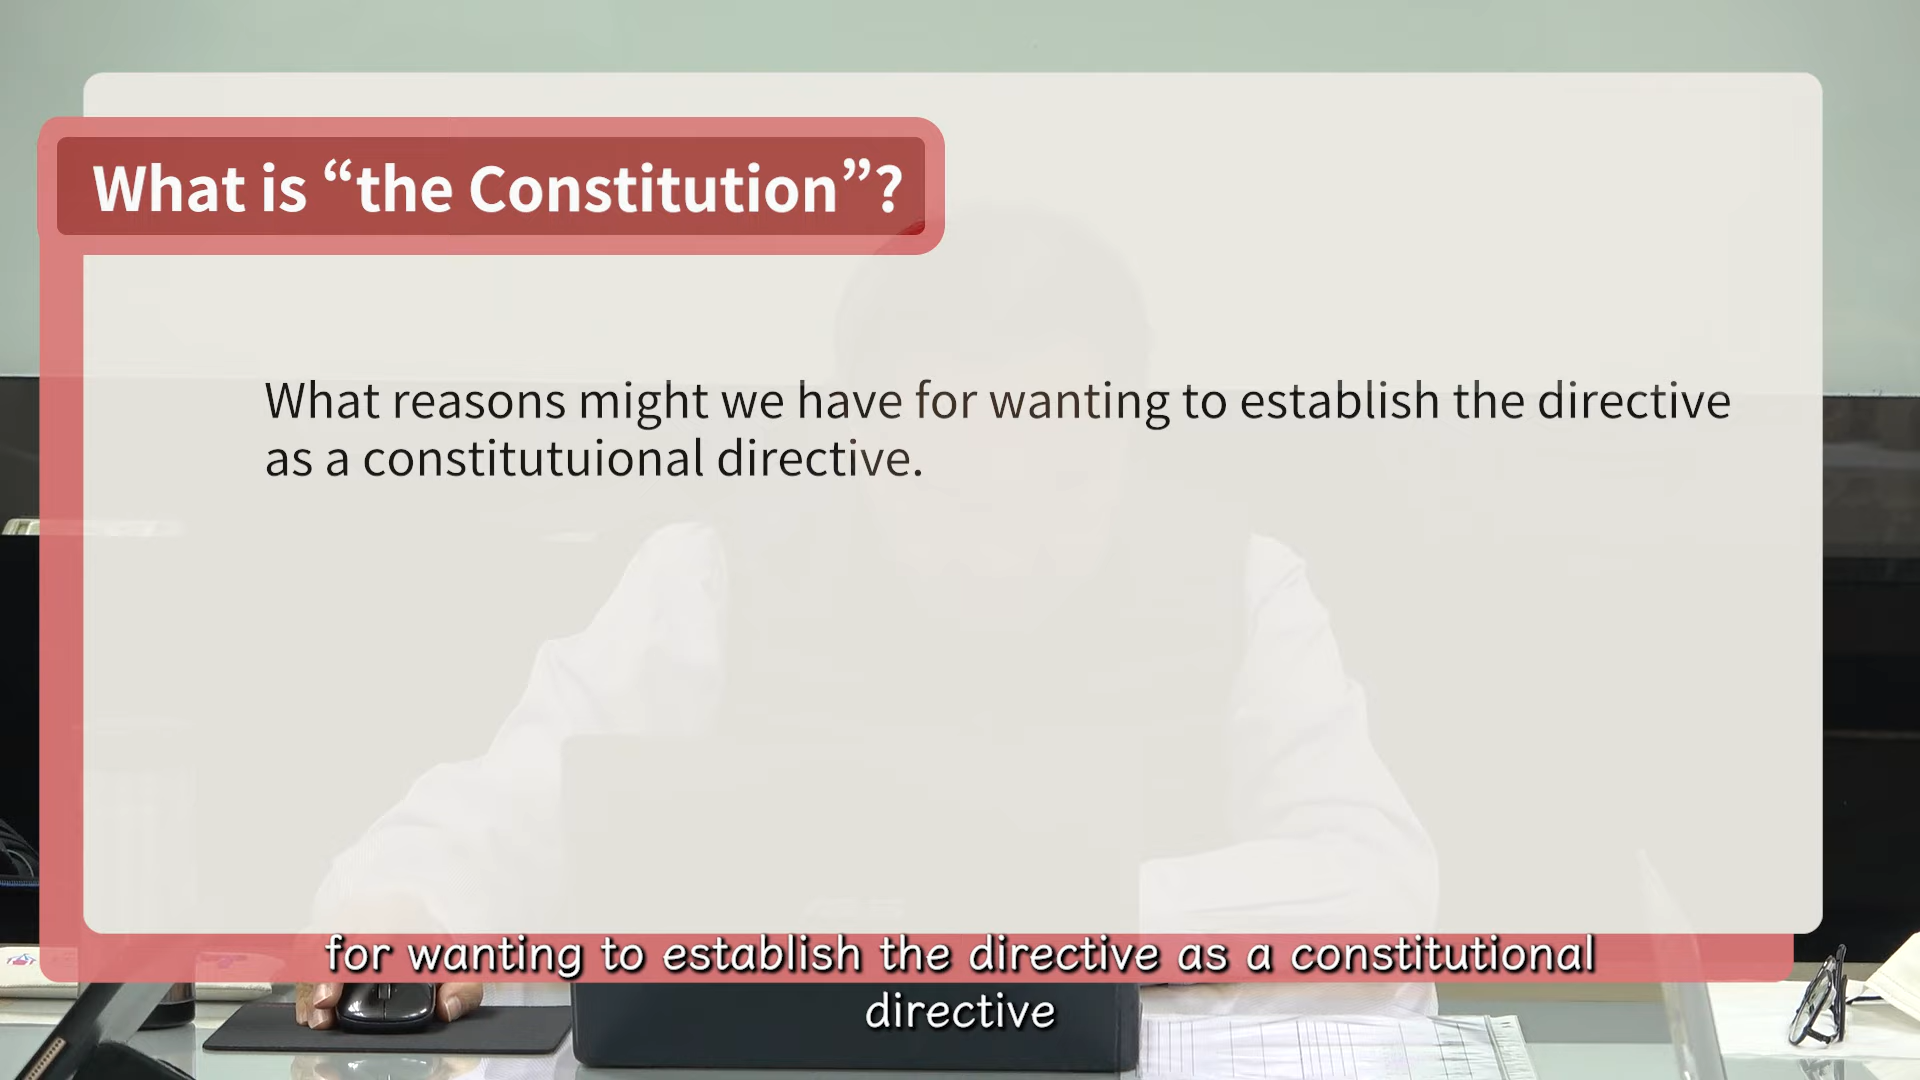 What is “the Constitution”?
What reasons might we have for wanting to establish the directive
as a constitutuional directive.
for wanting to establish the directive as a constitutional
directive